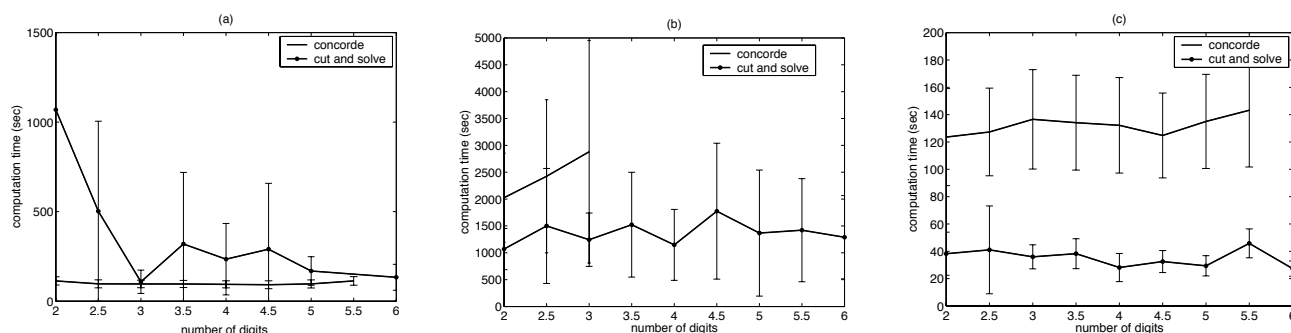 (a)
1500
1000
500
0
computation time (sec)
concorde
cut and solve
2 2.5 3 3.5 4 4.5 5 5.5 6
number of digits
(b)
5000
4500
4000
3500
3000
2500
2000
1500
1000
500
0
computation time (sec)
concorde
cut and solve
2 2.5 3 3.5 4 4.5 5 5.5 6
number of digits
(c)
200
180
160
140
120
100
80
60
40
20
0
computation time (sec)
concorde
cut and solve
2 2.5 3 3.5 4 4.5 5 5.5 6
number of digits